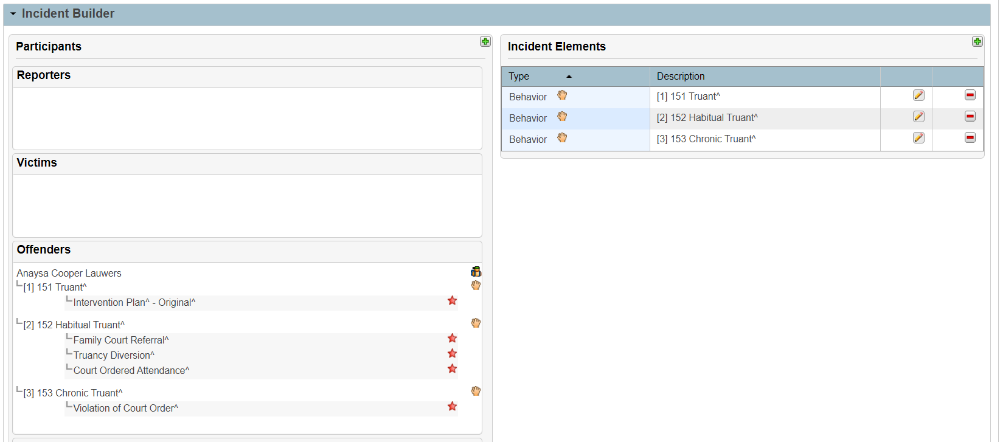 Incident Builder
Participants
Reporters
Victims
Offenders
Anaysa Cooper Lauwers
[1] 151 Truant^
Intervention Plan^ - Original^
[2] 152 Habitual Truant^
Family Court Referral^
Truancy Diversion^
Court Ordered Attendance^
[3] 153 Chronic Truant^
Violation of Court Order^
Incident Elements
Type Description
Behavior [1] 151 Truant^
Behavior [2] 152 Habitual Truant^
Behavior [3] 153 Chronic Truant^